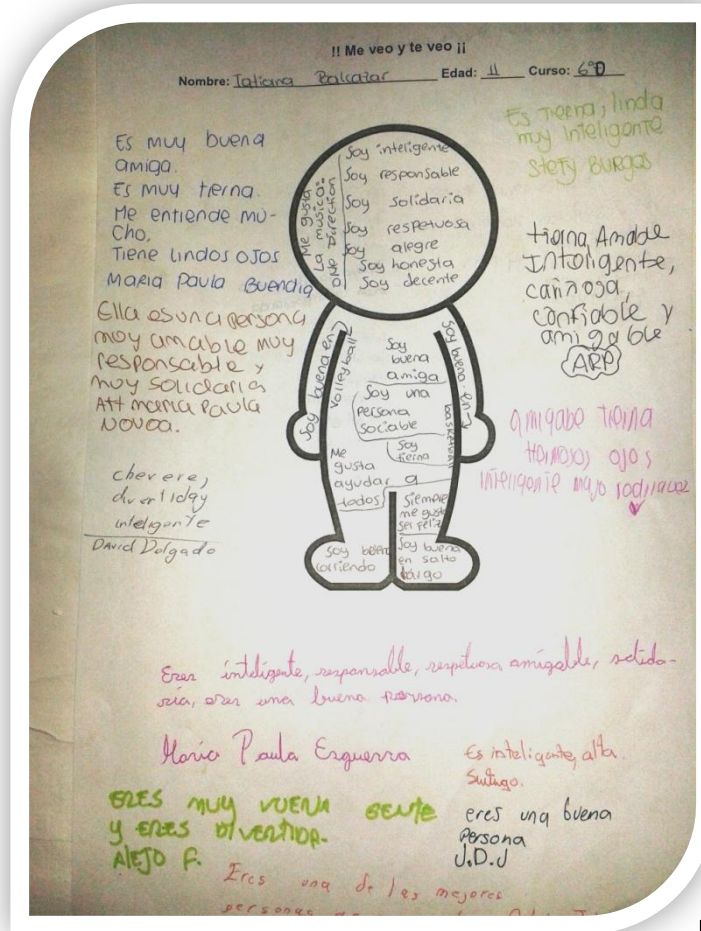 !! Me veo y te veo ¡¡
Nombre: Tatiana Balcazar Edad: 11 Curso: 6°D
Es muy buena
amiga.
Es muy tierna.
Me entiende mu-
cho.
Tiene lindos ojos
Maria Paula Buendia
Ella es una persona
muy amable muy
responsable y
muy solidaria
Att maria Paula
Novoa.
chevere,
divertida y
inteligente
David Delgado
Me gusta
La musica:
One Direction
Soy inteligente
Soy responsable
Soy solidaria
Soy respetuosa
Soy alegre
Soy honesta
Soy decente
Soy buena en
Volleyball
Soy
buena
amiga
Soy una
persona
sociable
Soy
tierna
Me
gusta
ayudar a
todos
Soy buena en
basketball
Siempre
me gusta
ser feliz
Soy buena
corriendo
Soy buena
en salto
largo
Es tierna, linda
muy inteligente
Stefy Burgos
tierna, Amable
Inteligente,
cariñosa,
confiable y
amigable
ARP
amigabe tierna
Hermosos ojos
inteligente majo rodriguez
Eres inteligente, responsable, respetuosa amigable, solida-
ria, eres una buena persona.
Maria Paula Esguerra
Es inteligente, alta.
ERES MUY VUENA GENTE
Y ERES DIVERTIDA.
ALEJO F.
eres una buena
Persona
J.D.J
Eres una de las mejores
personas